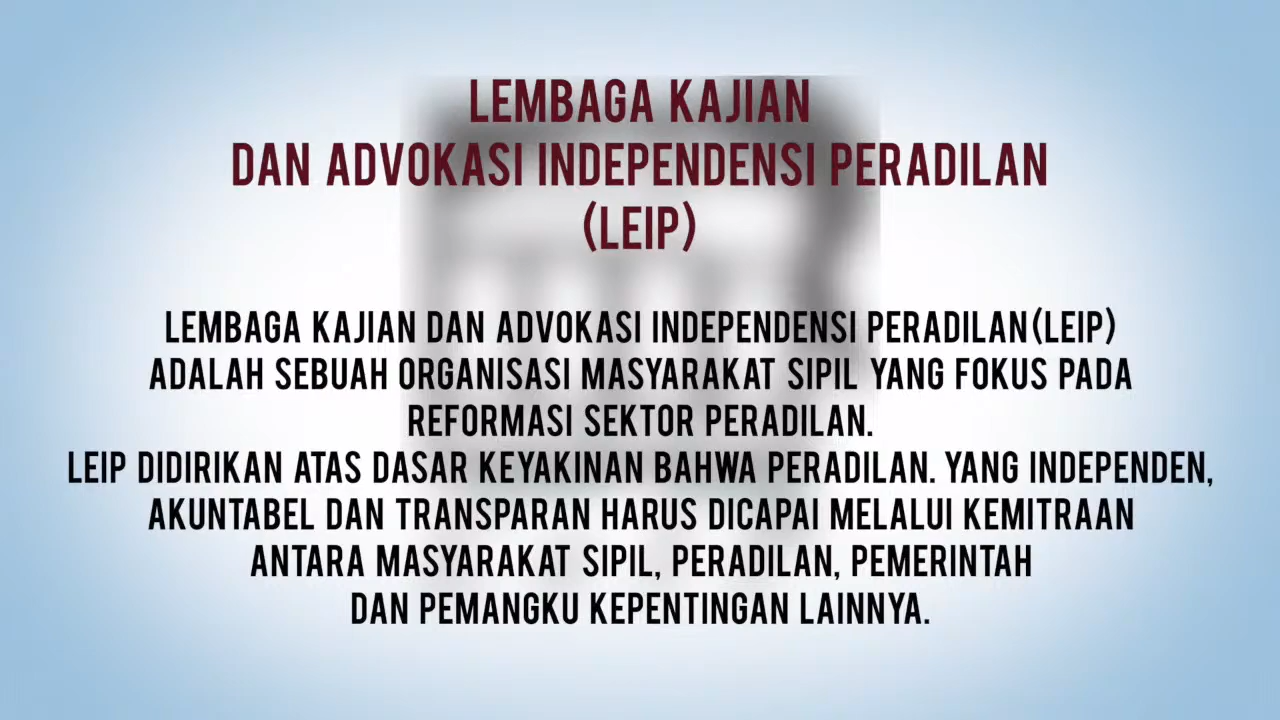 LEMBAGA KAJIAN
DAN ADVOKASI INDEPENDENSI PERADILAN
(LEIP)
LEMBAGA KAJIAN DAN ADVOKASI INDEPENDENSI PERADILAN(LEIP)
ADALAH SEBUAH ORGANISASI MASYARAKAT SIPIL YANG FOKUS PADA
REFORMASI SEKTOR PERADILAN.
LEIP DIDIRIKAN ATAS DASAR KEYAKINAN BAHWA PERADILAN. YANG INDEPENDEN,
AKUNTABEL DAN TRANSPARAN HARUS DICAPAI MELALUI KEMITRAAN
ANTARA MASYARAKAT SIPIL, PERADILAN, PEMERINTAH
DAN PEMANGKU KEPENTINGAN LAINNYA.